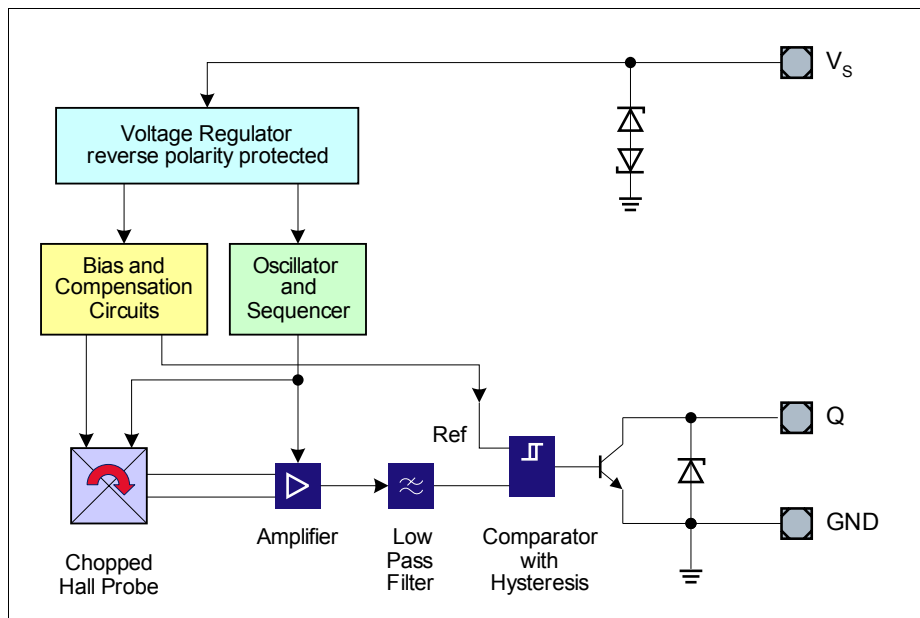 V_S
Voltage Regulator
reverse polarity protected
Bias and
Compensation
Circuits
Oscillator
and
Sequencer
Ref
Q
Amplifier
Low
Pass
Filter
Comparator
with
Hysteresis
GND
Chopped
Hall Probe